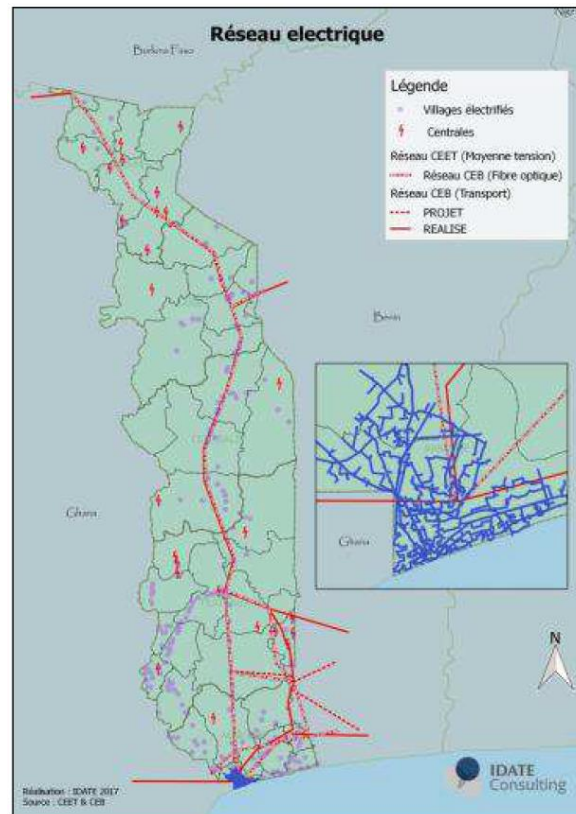 Réseau electrique
Burkina Faso
Légende
Villages électrifiés
Centrales
Réseau CEET (Moyenne tension)
Réseau CEB (Fibre optique)
Réseau CEB (Transport)
PROJET
REALISE
Benin
Ghana
Ghana
N
Réalisation : IDATE 2017
Source : CEET & CEB
IDATE
Consulting